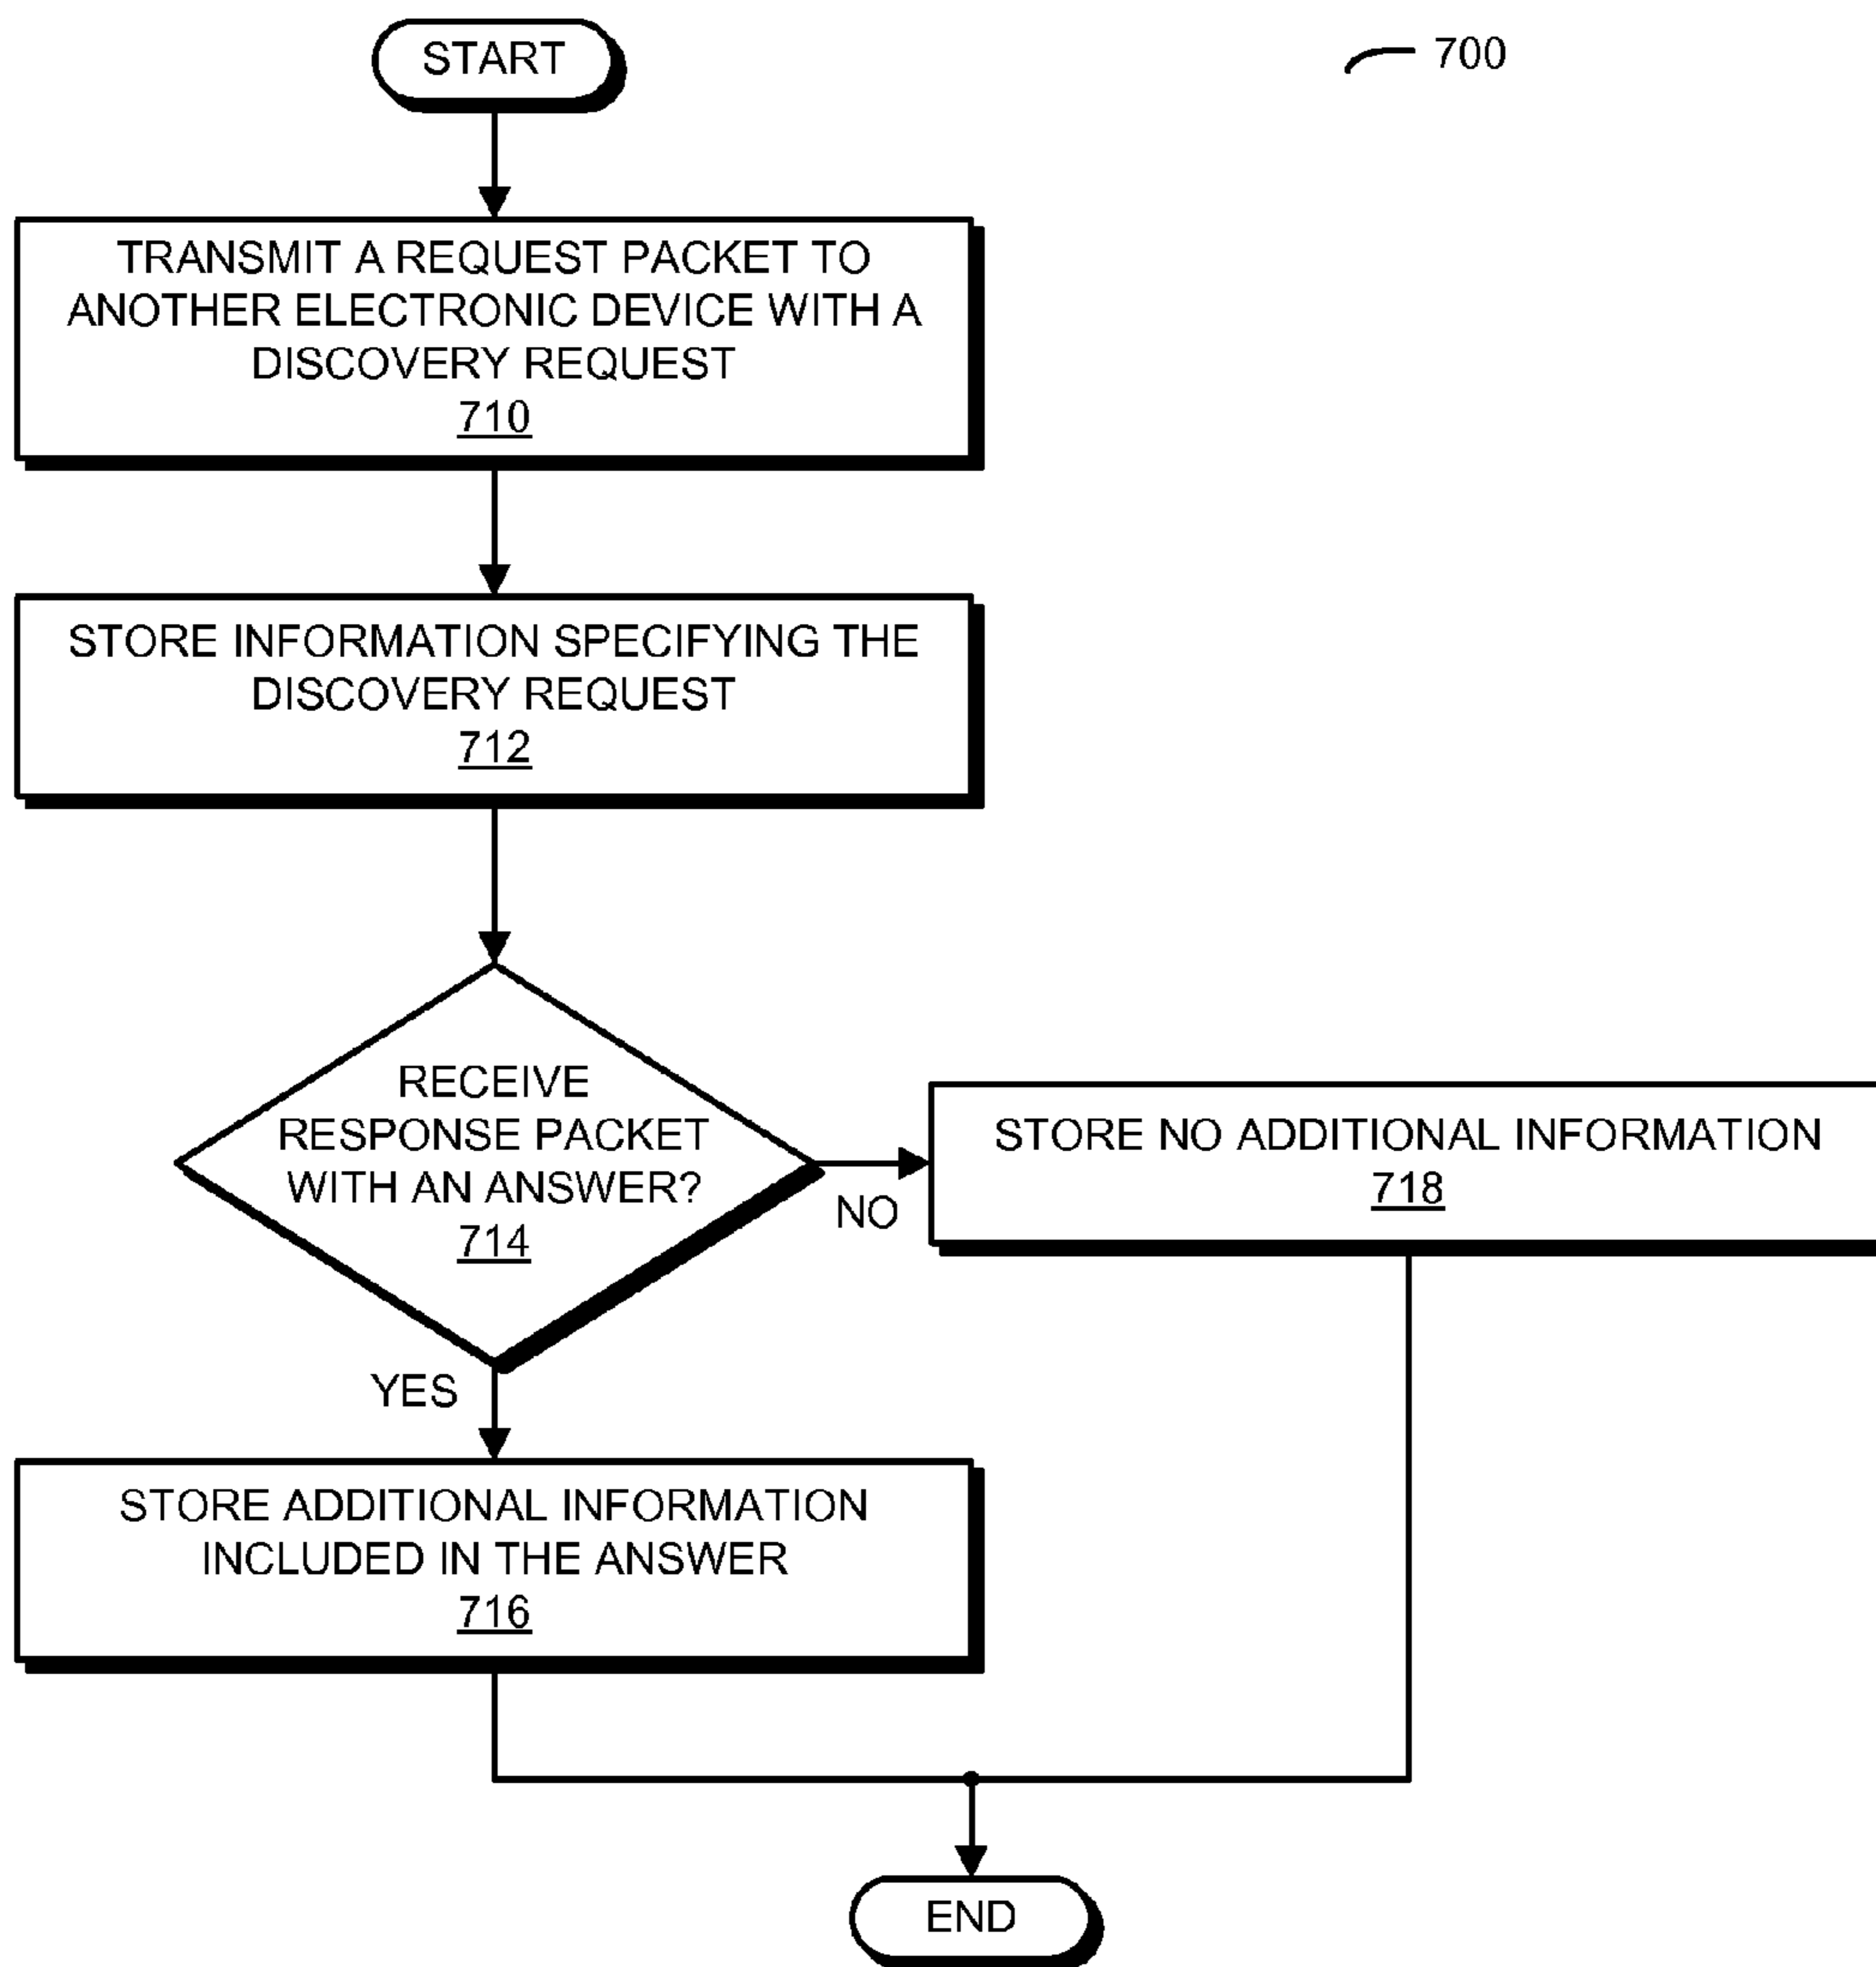 START
700
TRANSMIT A REQUEST PACKET TO
ANOTHER ELECTRONIC DEVICE WITH A
DISCOVERY REQUEST
710
STORE INFORMATION SPECIFYING THE
DISCOVERY REQUEST
712
RECEIVE
RESPONSE PACKET
WITH AN ANSWER?
714
NO
STORE NO ADDITIONAL INFORMATION
718
YES
STORE ADDITIONAL INFORMATION
INCLUDED IN THE ANSWER
716
END